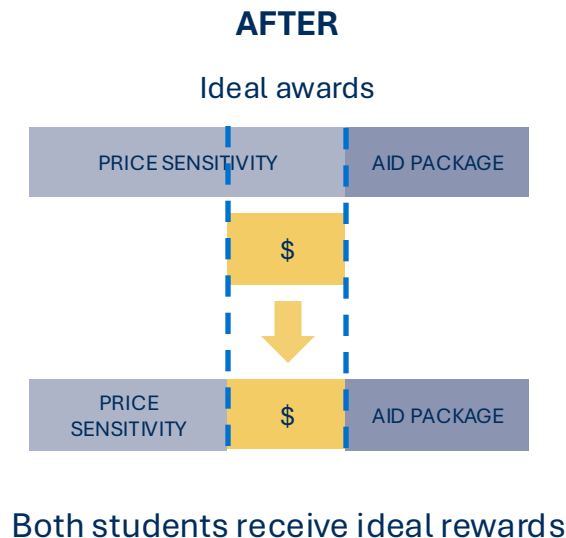 AFTER
Ideal awards
PRICE SENSITIVITY
AID PACKAGE
$
PRICE
SENSITIVITY
$
AID PACKAGE
Both students receive ideal rewards